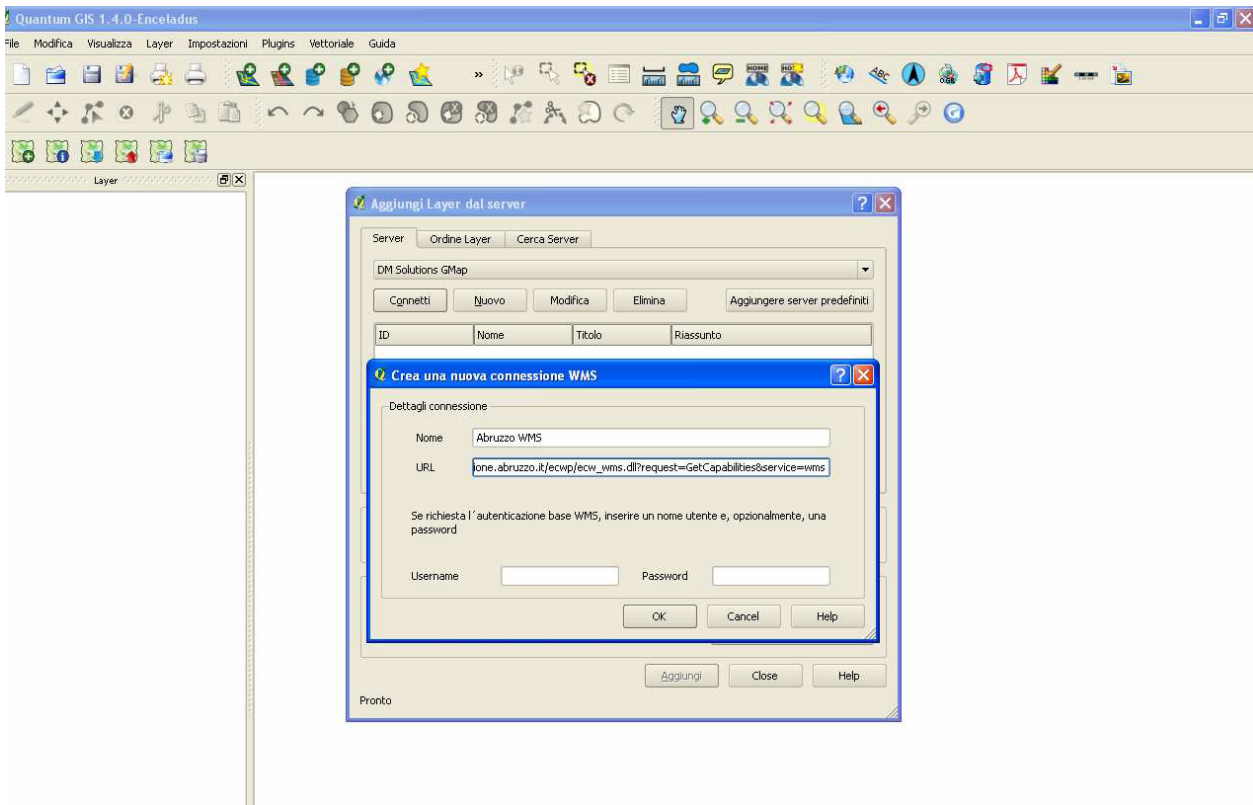 Quantum GIS 1.4.0-Enceladus
File Modifica Visualizza Layer Impostazioni Plugins Vettoriale Guida
Layer
Aggiungi Layer dal server
Server Ordine Layer Cerca Server
DM Solutions GMap
Connetti Nuovo Modifica Elimina Aggiungere server predefiniti
ID Nome Titolo Riassunto
Crea una nuova connessione WMS
Dettagli connessione
Nome Abruzzo WMS
URL ione.abruzzo.it/ecwp/ecw_wms.dll?request=GetCapabilities&service=wms
Se richiesta l´autenticazione base WMS, inserire un nome utente e, opzionalmente, una
password
Username Password
OK Cancel Help
Aggiungi Close Help
Pronto